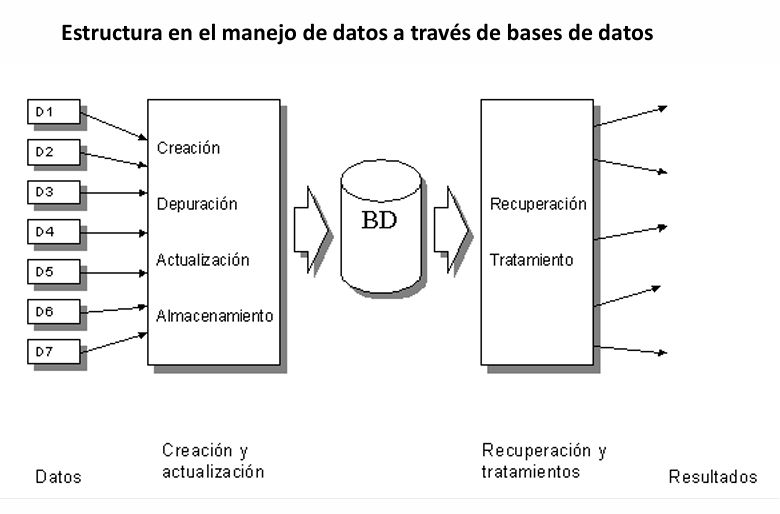 Estructura en el manejo de datos a través de bases de datos
D1
D2
D3
D4
D5
D6
D7
Creación
Depuración
Actualización
Almacenamiento
BD
Recuperación
Tratamiento
Datos
Creación y
actualización
Recuperación y
tratamientos
Resultados